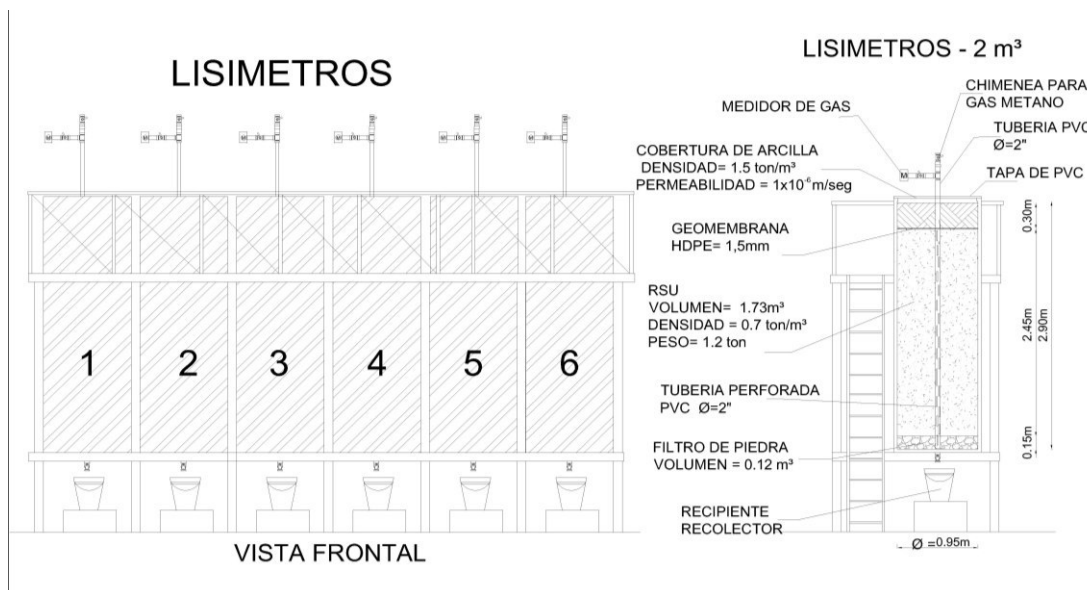 LISIMETROS
M
M
M
M
M
M
1
2
3
4
5
6
VISTA FRONTAL
LISIMETROS - 2 m³
CHIMENEA PARA
GAS METANO
MEDIDOR DE GAS
TUBERIA PVC
Ø=2"
COBERTURA DE ARCILLA
DENSIDAD= 1.5 ton/m³
PERMEABILIDAD = 1x10⁻⁶m/seg
M
TAPA DE PVC
GEOMEMBRANA
HDPE= 1,5mm
RSU
VOLUMEN= 1.73m³
DENSIDAD = 0.7 ton/m³
PESO= 1.2 ton
TUBERIA PERFORADA
PVC Ø=2"
FILTRO DE PIEDRA
VOLUMEN = 0.12 m³
RECIPIENTE
RECOLECTOR
0.30m
2.45m
2.90m
0.15m
Ø =0.95m